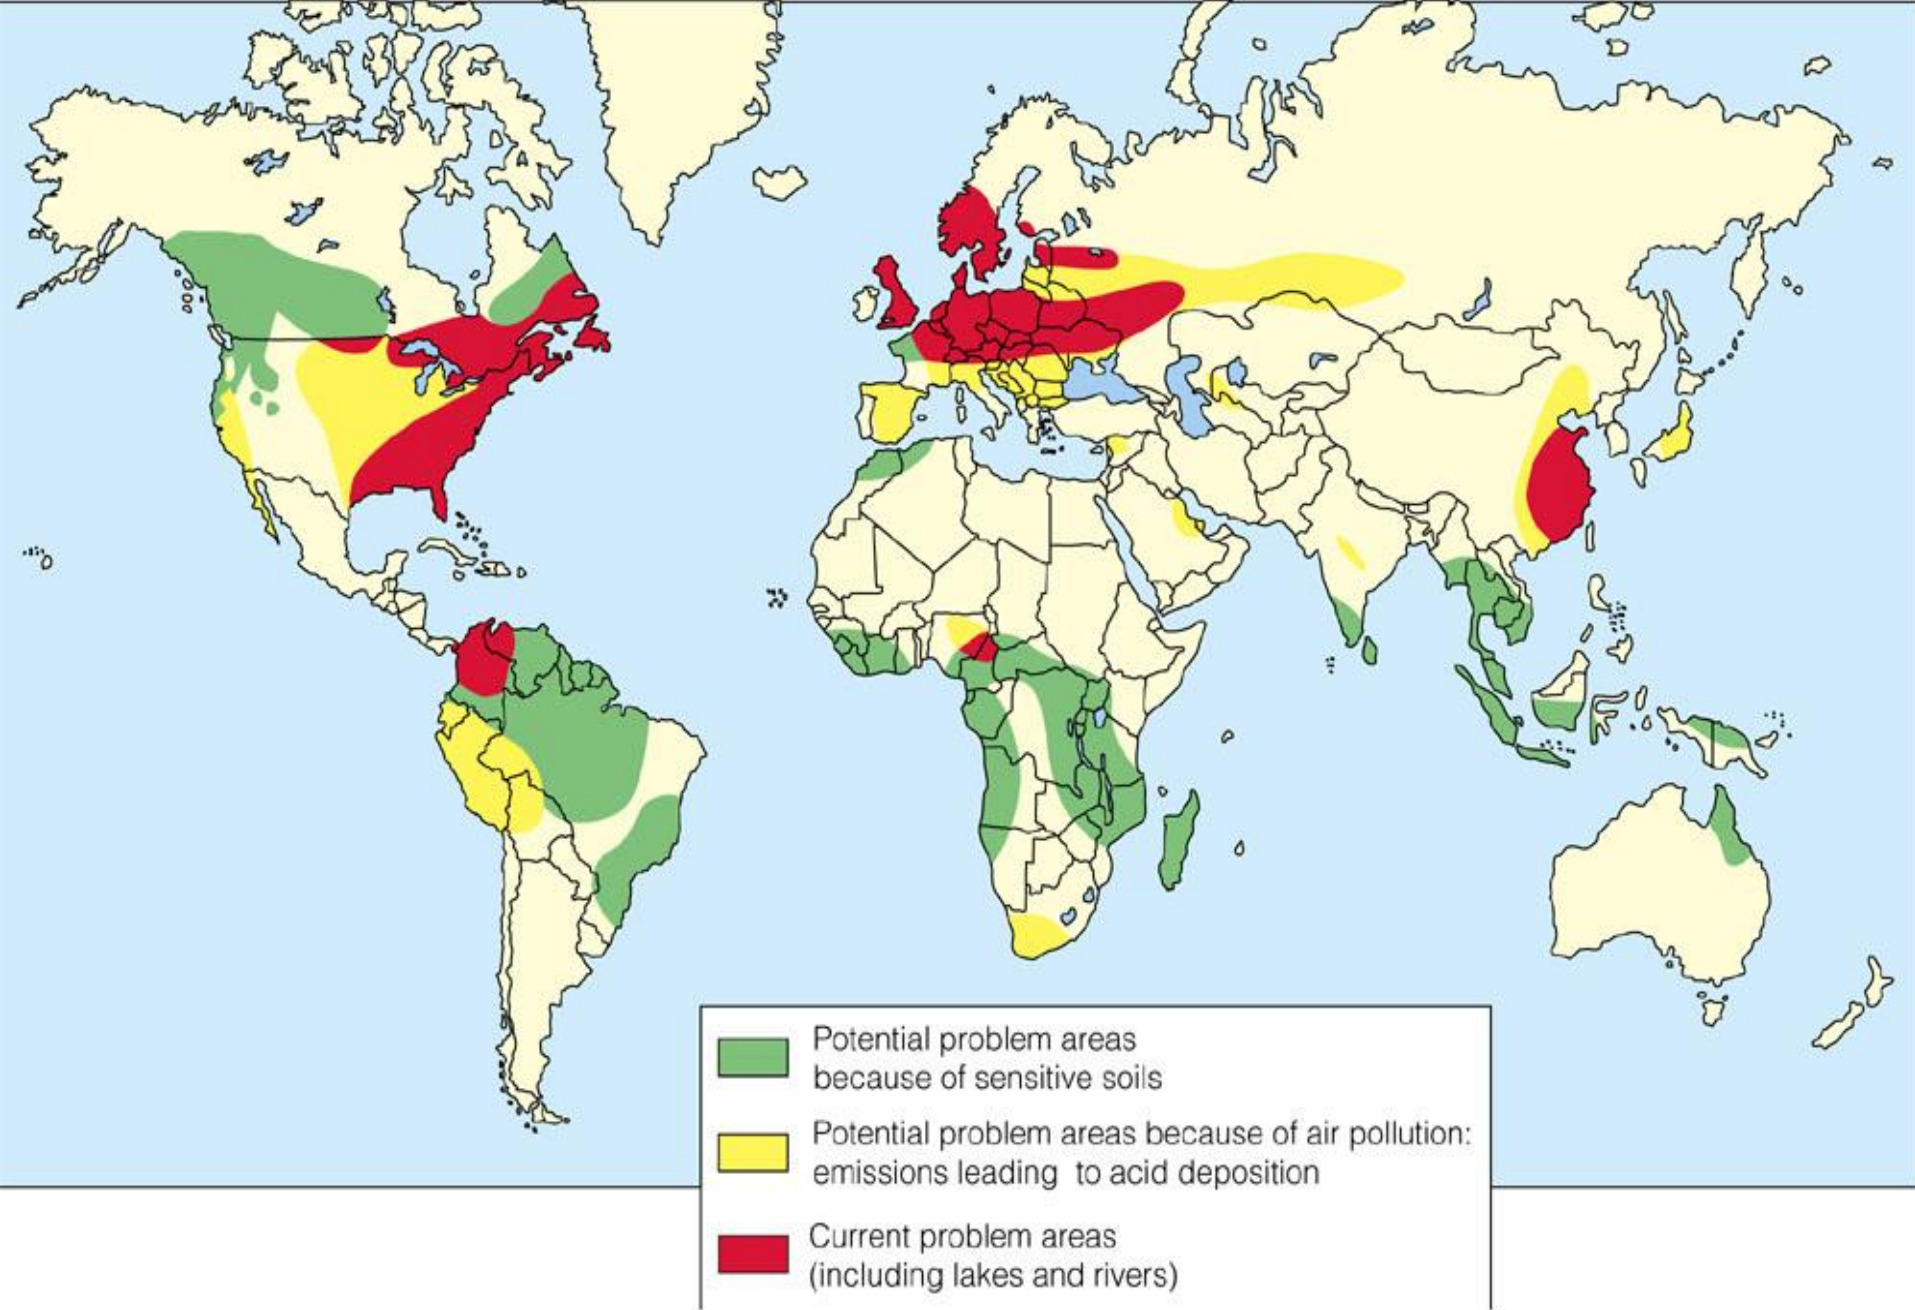 Potential problem areas
because of sensitive soils
Potential problem areas because of air pollution:
emissions leading to acid deposition
Current problem areas
(including lakes and rivers)